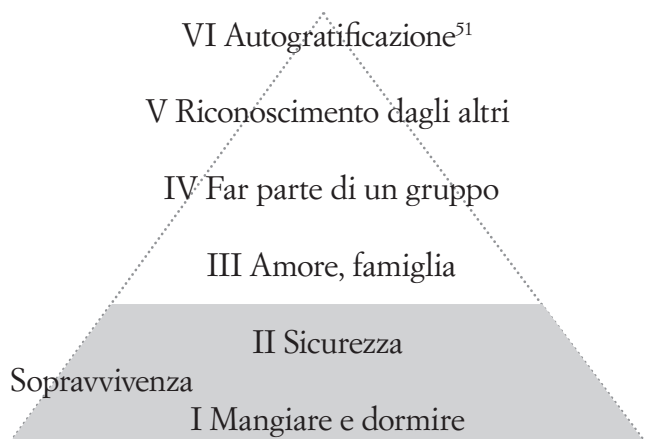 VI Autogratificazione⁵¹
V Riconoscimento dagli altri
IV Far parte di un gruppo
III Amore, famiglia
II Sicurezza
Sopravvivenza
I Mangiare e dormire